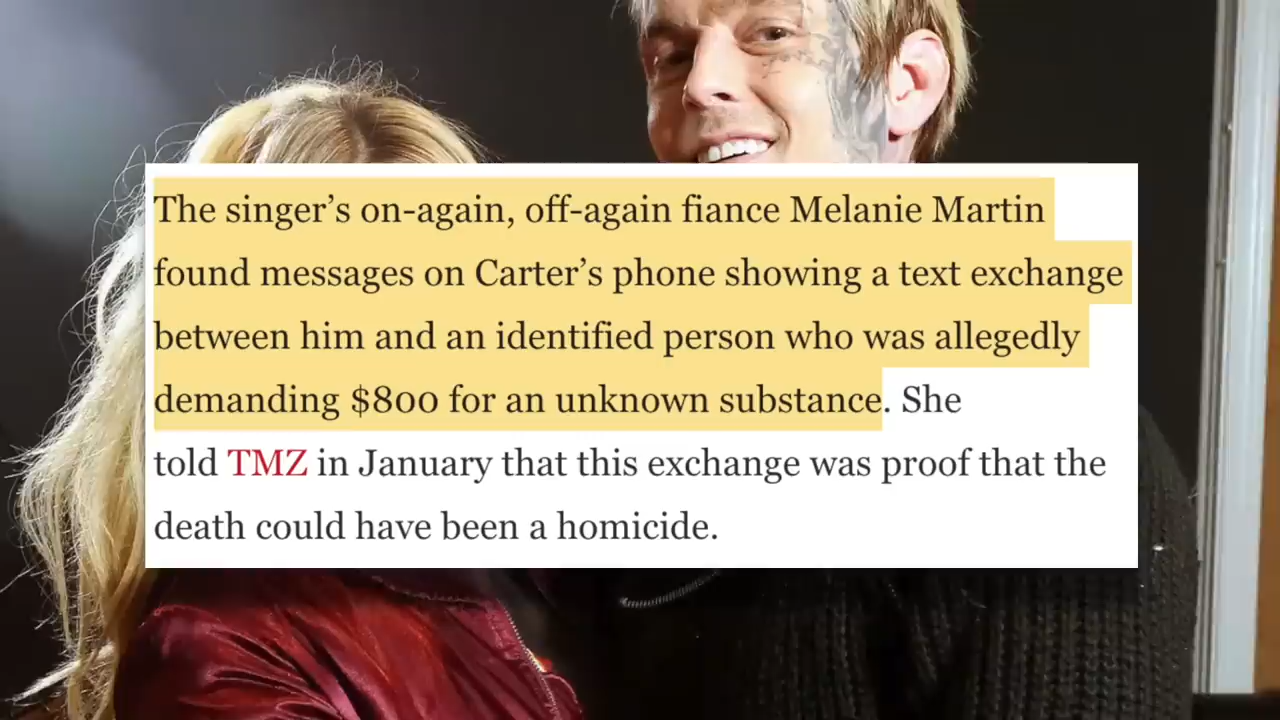 The singer’s on-again, off-again fiance Melanie Martin
found messages on Carter’s phone showing a text exchange
between him and an identified person who was allegedly
demanding $800 for an unknown substance. She
told TMZ in January that this exchange was proof that the
death could have been a homicide.